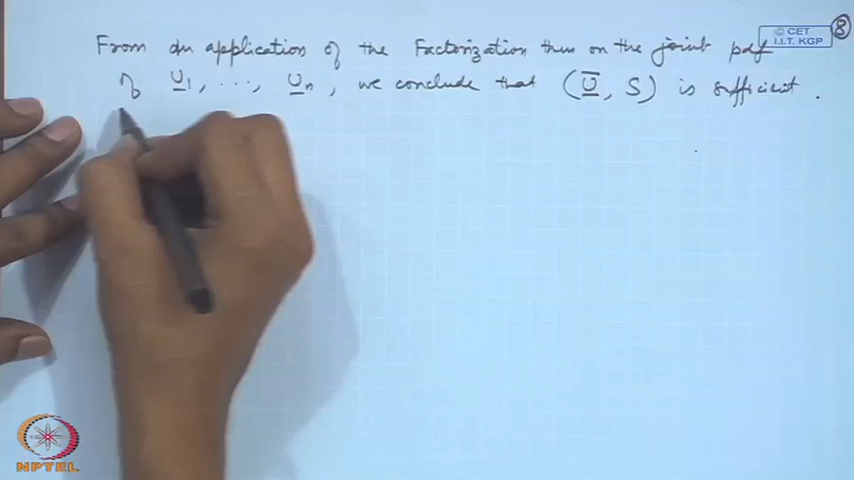 From an application of the Factorization thm on the joint pdf
of U1, ..., Un, we conclude that (U̅, S) is sufficient.
© CET
I.I.T. KGP
8
NPTEL